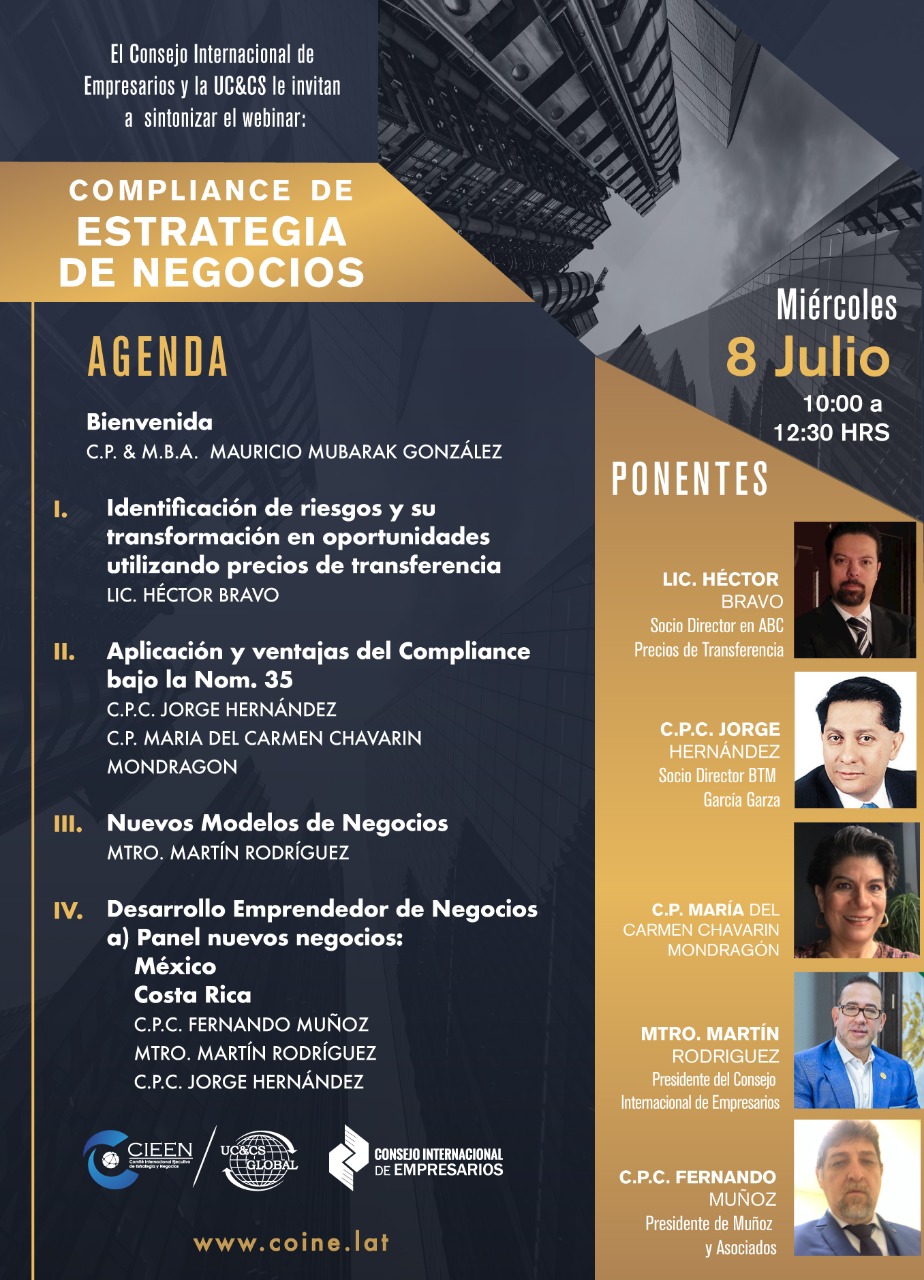 El Consejo Internacional de
Empresarios y la UC&CS le invitan
a sintonizar el webinar:
COMPLIANCE DE
ESTRATEGIA
DE NEGOCIOS
Miércoles
8 Julio
10:00 a
12:30 HRS
AGENDA
Bienvenida
C.P. & M.B.A. MAURICIO MUBARAK GONZÁLEZ
I. Identificación de riesgos y su
transformación en oportunidades
utilizando precios de transferencia
LIC. HÉCTOR BRAVO
II. Aplicación y ventajas del Compliance
bajo la Nom. 35
C.P.C. JORGE HERNÁNDEZ
C.P. MARIA DEL CARMEN CHAVARIN
MONDRAGON
III. Nuevos Modelos de Negocios
MTRO. MARTÍN RODRÍGUEZ
IV. Desarrollo Emprendedor de Negocios
a) Panel nuevos negocios:
México
Costa Rica
C.P.C. FERNANDO MUÑOZ
MTRO. MARTÍN RODRÍGUEZ
C.P.C. JORGE HERNÁNDEZ
PONENTES
LIC. HÉCTOR
BRAVO
Socio Director en ABC
Precios de Transferencia
C.P.C. JORGE
HERNÁNDEZ
Socio Director BTM
García Garza
C.P. MARÍA DEL
CARMEN CHAVARIN
MONDRAGÓN
MTRO. MARTÍN
RODRIGUEZ
Presidente del Consejo
Internacional de Empresarios
C.P.C. FERNANDO
MUÑOZ
Presidente de Muñoz
y Asociados
CIEEN
Comité Internacional Ejecutivo
de Estrategia y Negocios
UC&CS
GLOBAL
CONSEJO INTERNACIONAL
DE EMPRESARIOS
www.coine.lat